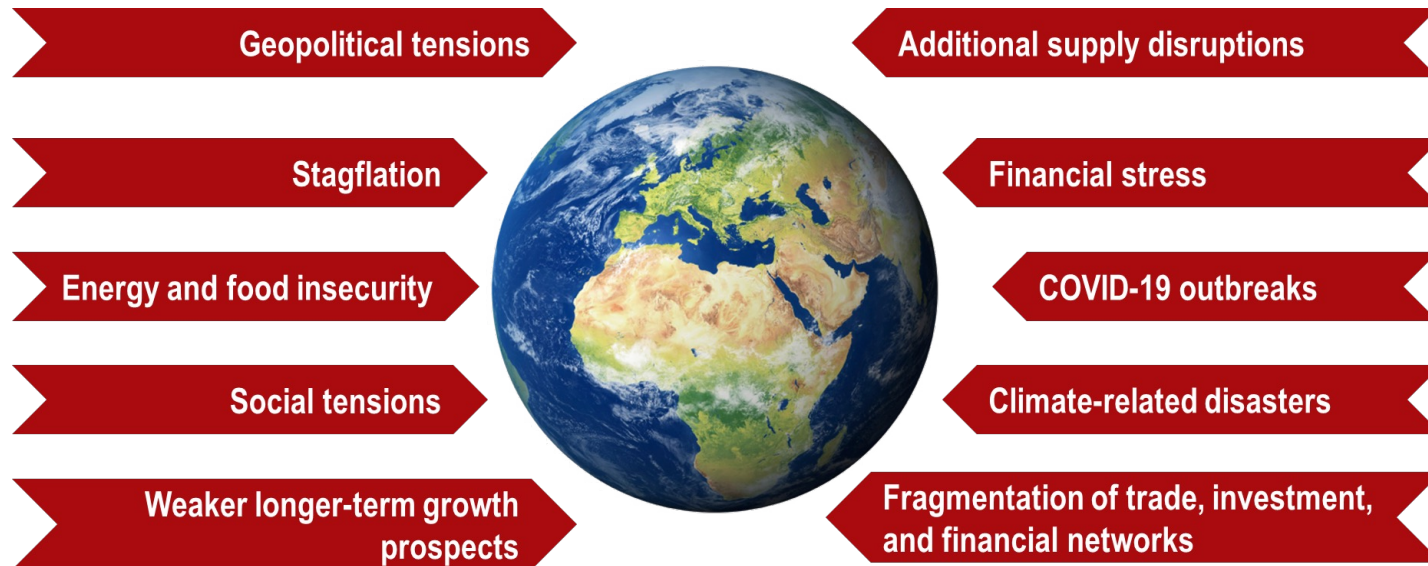 Geopolitical tensions
Additional supply disruptions
Stagflation
Financial stress
Energy and food insecurity
COVID-19 outbreaks
Social tensions
Climate-related disasters
Weaker longer-term growth
prospects
Fragmentation of trade, investment,
and financial networks